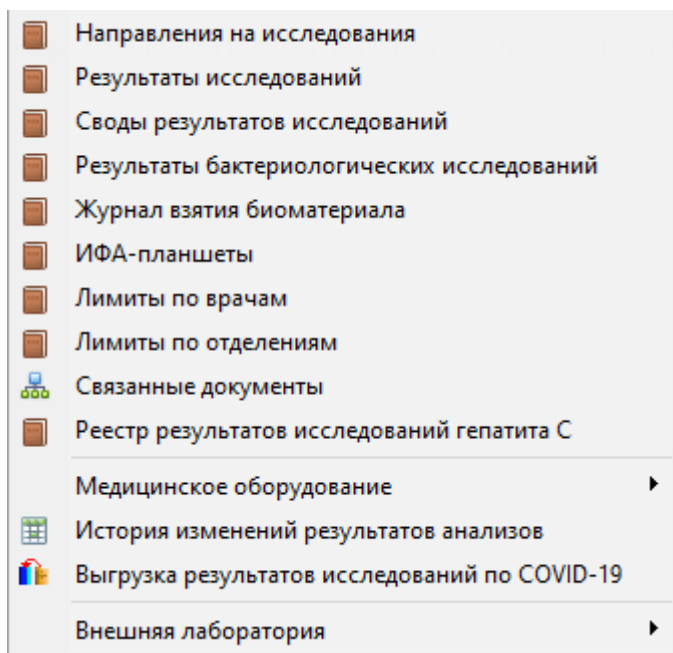 Направления на исследования
Результаты исследований
Своды результатов исследований
Результаты бактериологических исследований
Журнал взятия биоматериала
ИФА-планшеты
Лимиты по врачам
Лимиты по отделениям
Связанные документы
Реестр результатов исследований гепатита С
Медицинское оборудование
История изменений результатов анализов
Выгрузка результатов исследований по COVID-19
Внешняя лаборатория